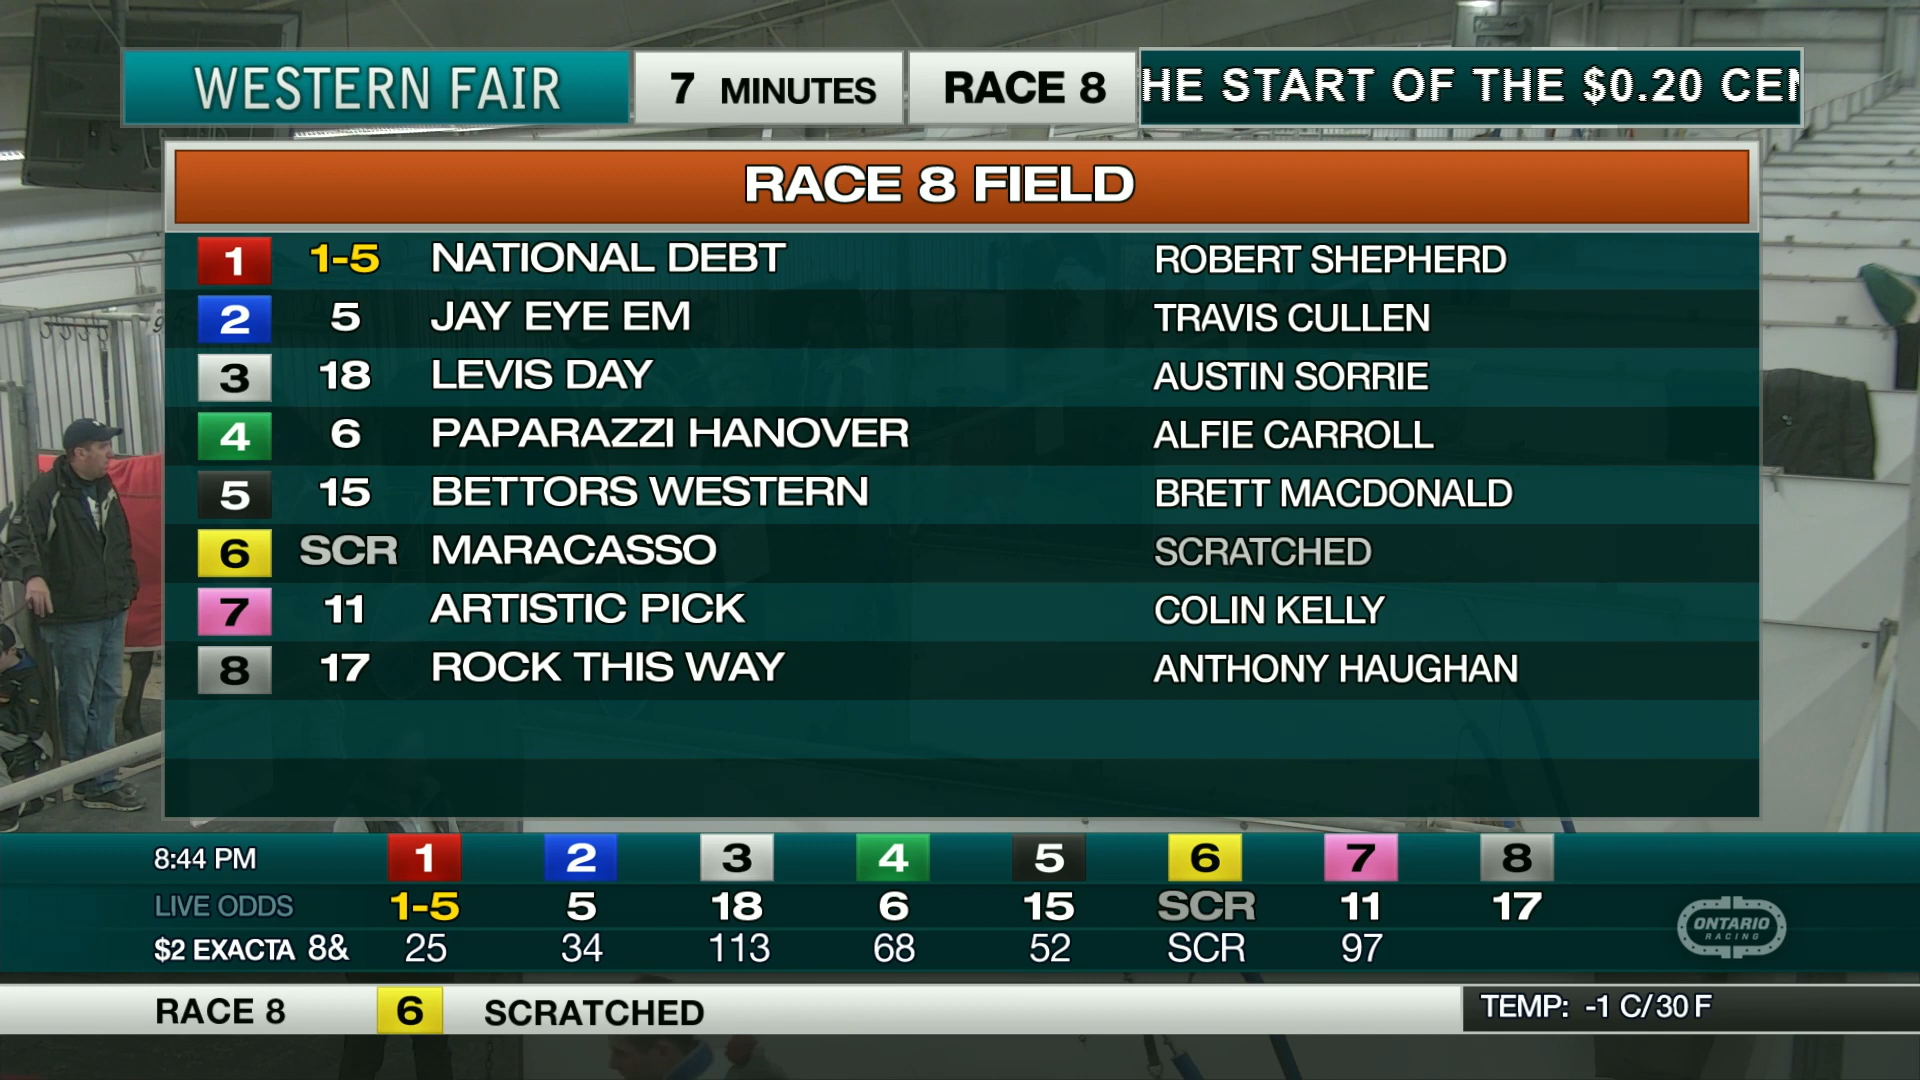 WESTERN FAIR 7 MINUTES RACE 8 HE START OF THE $0.20 CEN
RACE 8 FIELD
1 1-5 NATIONAL DEBT ROBERT SHEPHERD
2 5 JAY EYE EM TRAVIS CULLEN
3 18 LEVIS DAY AUSTIN SORRIE
4 6 PAPARAZZI HANOVER ALFIE CARROLL
5 15 BETTORS WESTERN BRETT MACDONALD
6 SCR MARACASSO SCRATCHED
7 11 ARTISTIC PICK COLIN KELLY
8 17 ROCK THIS WAY ANTHONY HAUGHAN
8:44 PM 1 2 3 4 5 6 7 8
LIVE ODDS 1-5 5 18 6 15 SCR 11 17
$2 EXACTA 8& 25 34 113 68 52 SCR 97
ONTARIO
RACING
RACE 8 6 SCRATCHED TEMP: -1 C/30 F